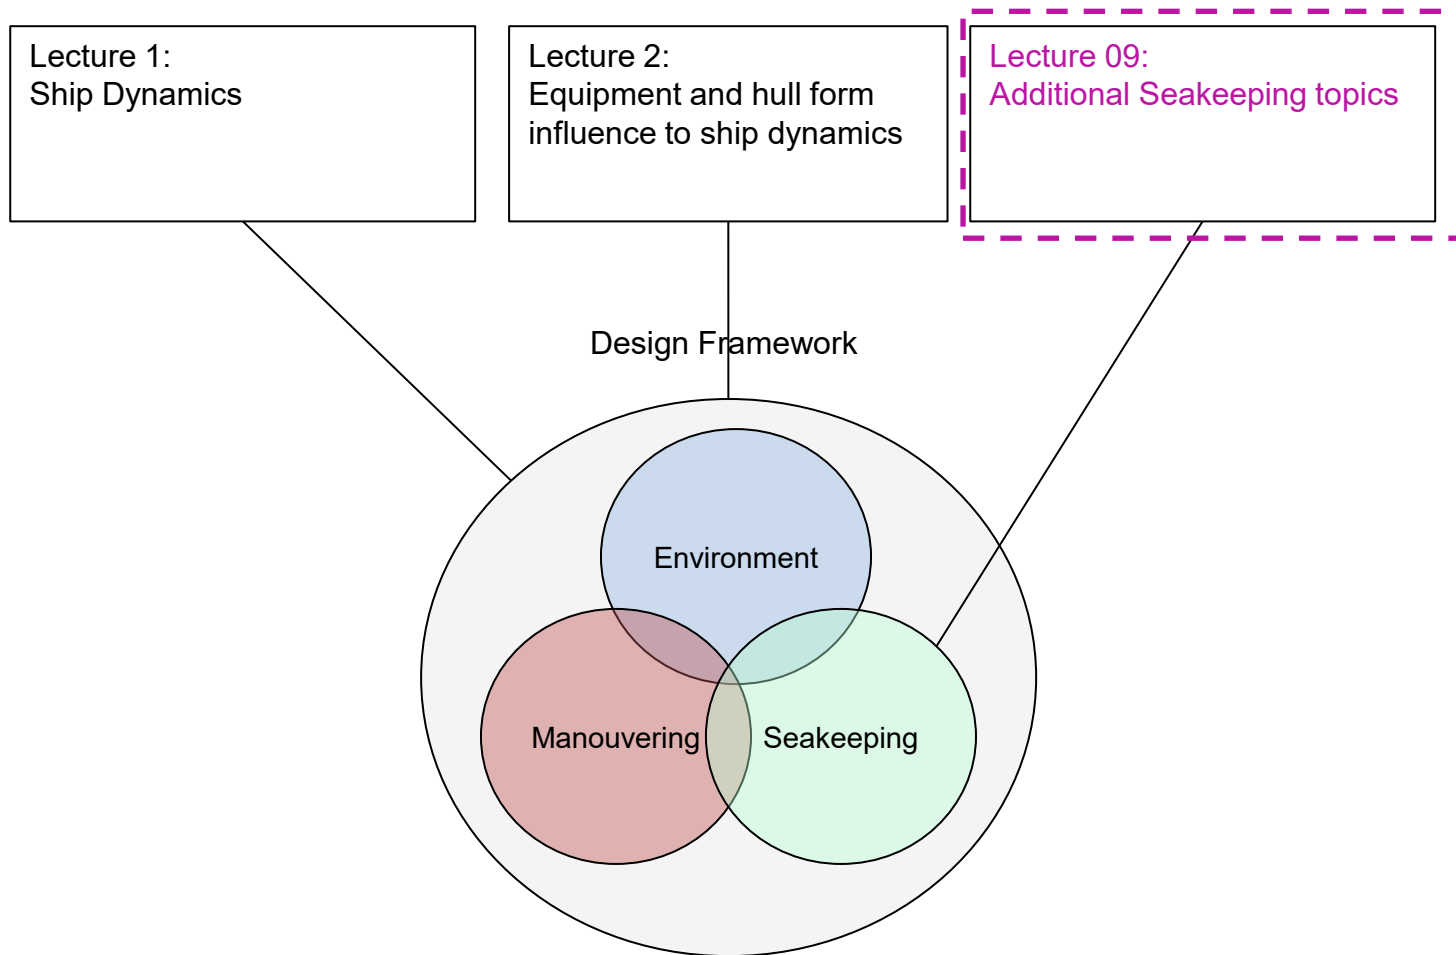 Lecture 1:
Ship Dynamics
Lecture 2:
Equipment and hull form
influence to ship dynamics
Lecture 09:
Additional Seakeeping topics
Design Framework
Environment
Manouvering
Seakeeping